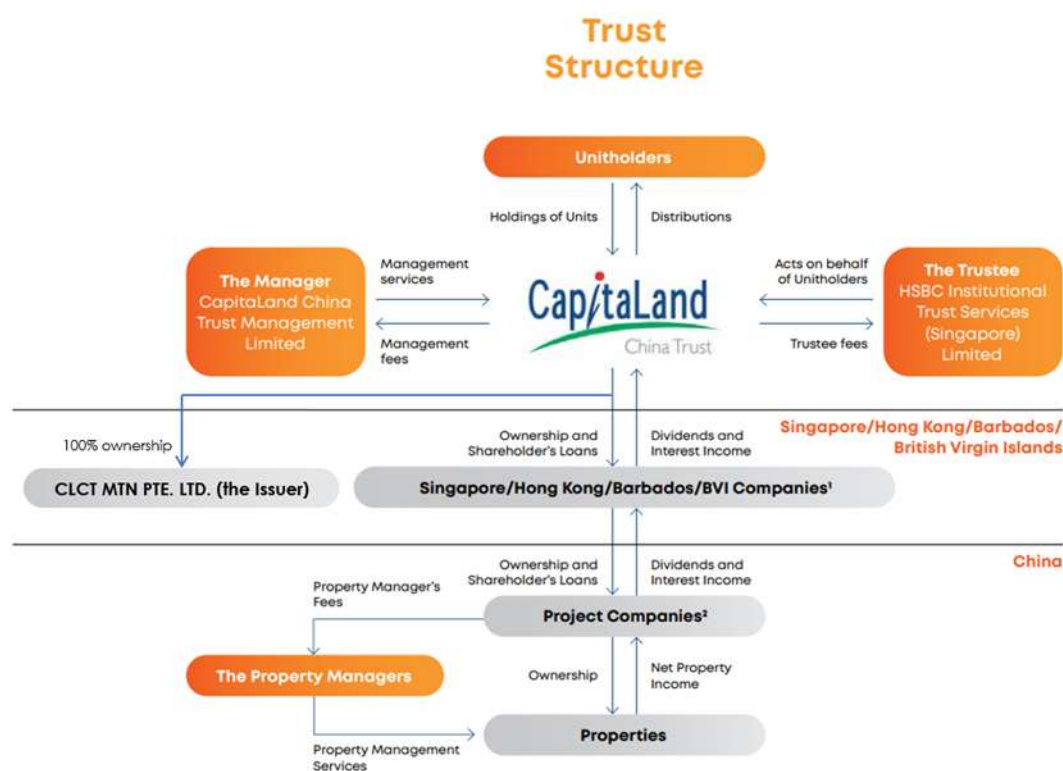 Trust
Structure
Unitholders
Holdings of Units
Distributions
The Manager
CapitaLand China
Trust Management
Limited
Management
services
Management
fees
CapitaLand
China Trust
Acts on behalf
of Unitholders
Trustee fees
The Trustee
HSBC Institutional
Trust Services
(Singapore)
Limited
100% ownership
Ownership and
Shareholder's Loans
Dividends and
Interest Income
Singapore/Hong Kong/Barbados/
British Virgin Islands
CLCT MTN PTE. LTD. (the Issuer)
Singapore/Hong Kong/Barbados/BVI Companies¹
China
Ownership and
Shareholder's Loans
Dividends and
Interest Income
Property Manager's
Fees
Project Companies²
The Property Managers
Ownership
Net Property
Income
Properties
Property Management
Services